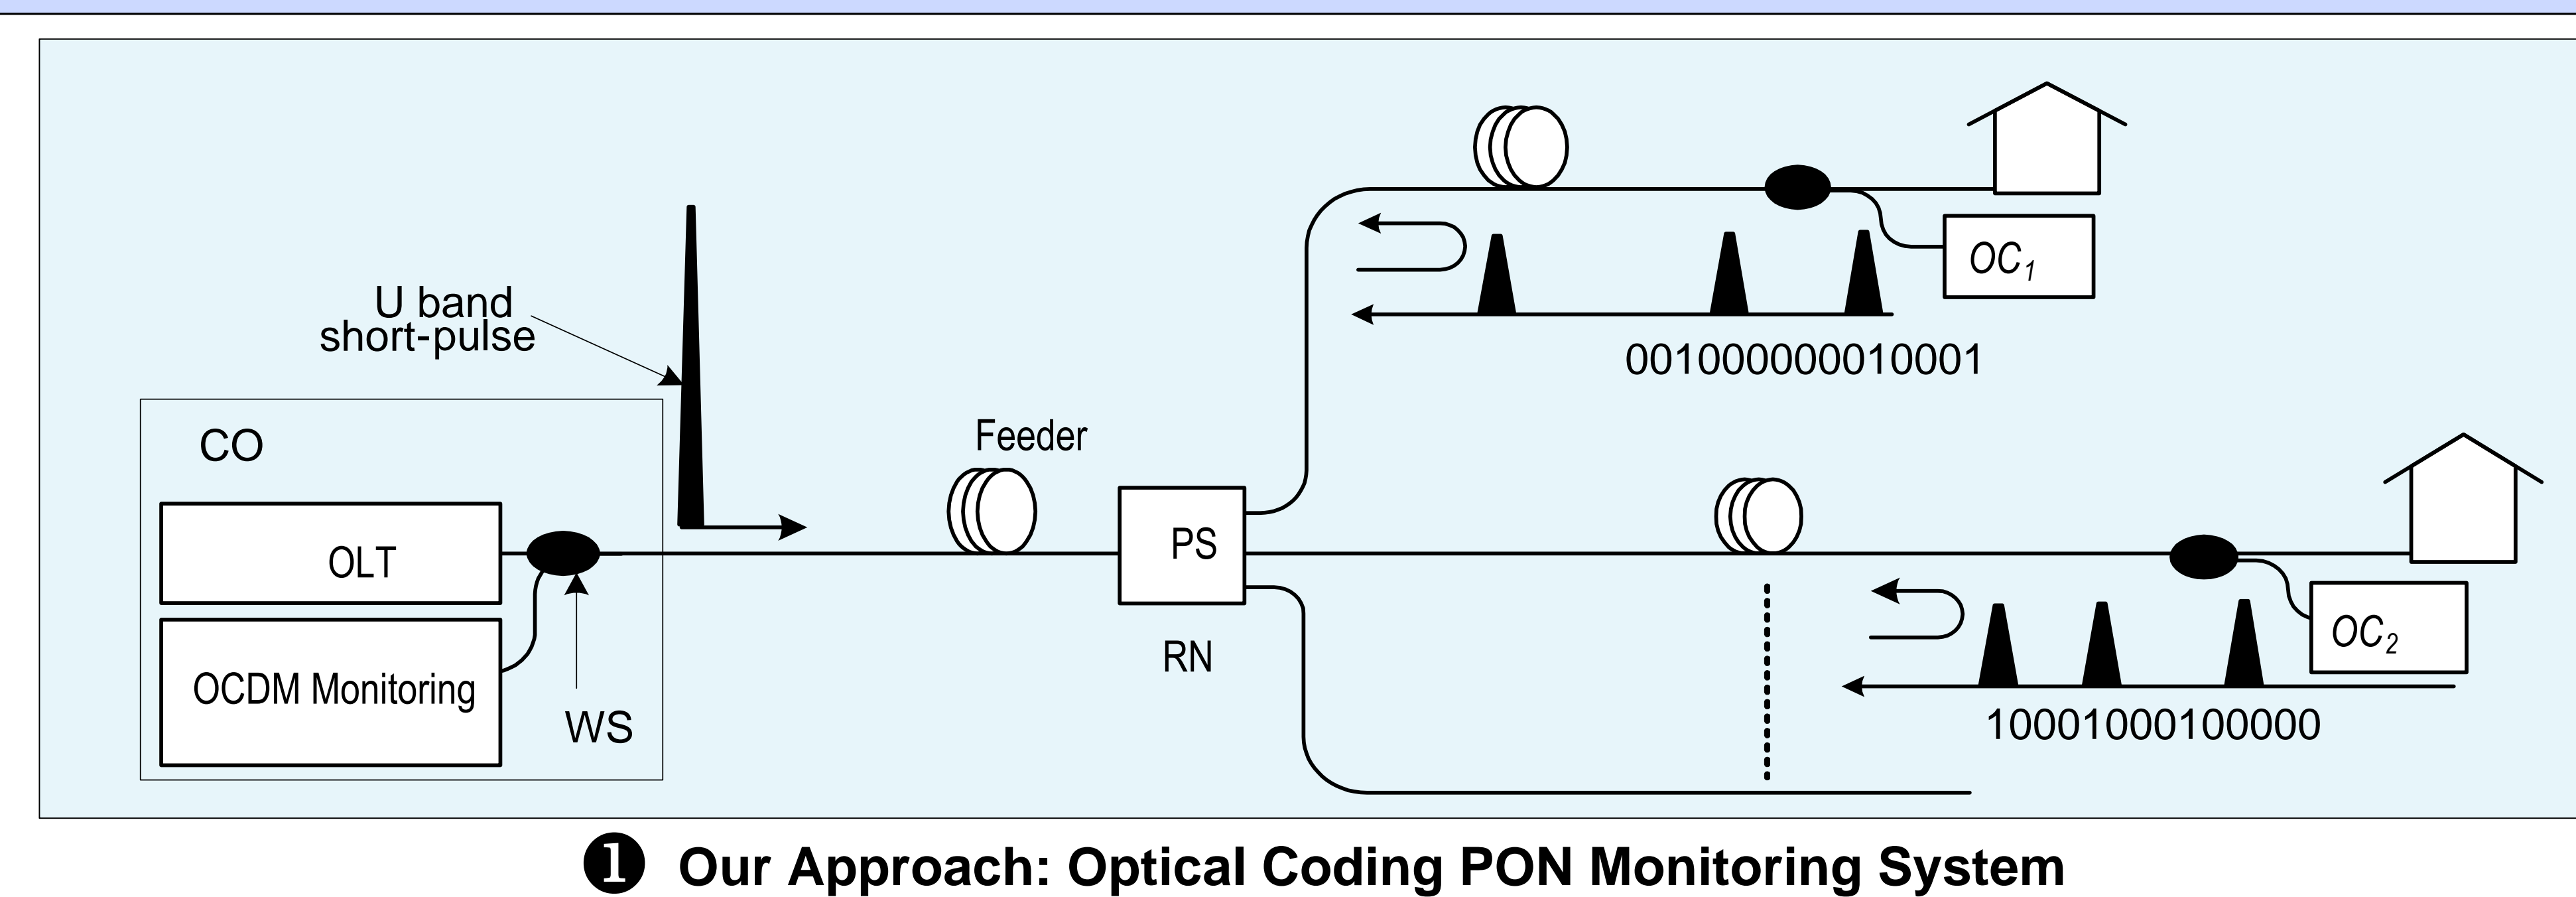 U band
short-pulse
CO
OLT
OCDM Monitoring
WS
Feeder
PS
RN
OC1
001000000010001
OC2
10001000100000
❶ Our Approach: Optical Coding PON Monitoring System